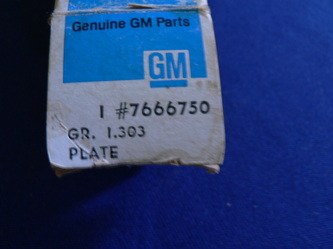 Genuine GM Parts
GM
1 #7666750
GR. 1.303
PLATE